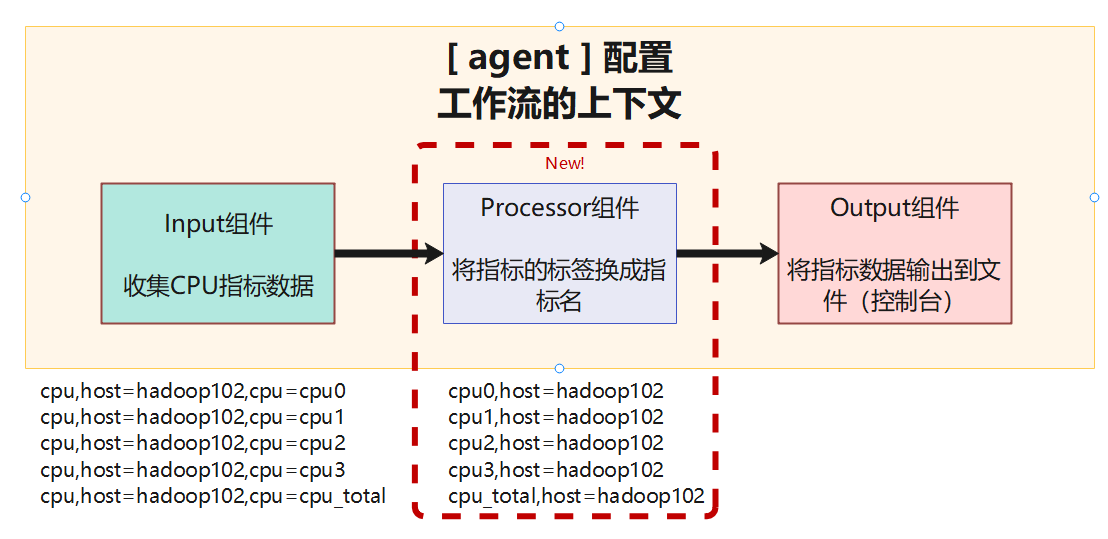 [ agent ] 配置
工作流的上下文
New!
Input组件
收集CPU指标数据
Processor组件
将指标的标签换成指
标名
Output组件
将指标数据输出到文
件（控制台）
cpu,host=hadoop102,cpu=cpu0
cpu,host=hadoop102,cpu=cpu1
cpu,host=hadoop102,cpu=cpu2
cpu,host=hadoop102,cpu=cpu3
cpu,host=hadoop102,cpu=cpu_total
cpu0,host=hadoop102
cpu1,host=hadoop102
cpu2,host=hadoop102
cpu3,host=hadoop102
cpu_total,host=hadoop102